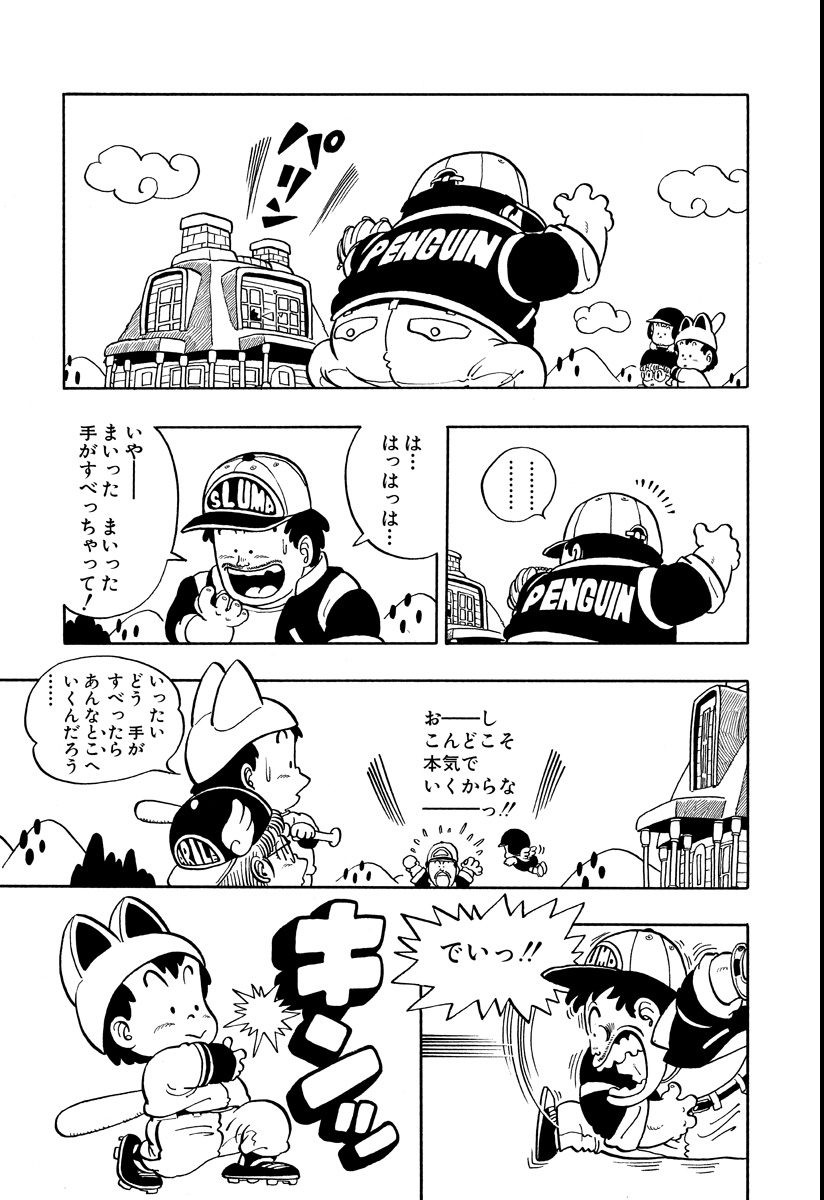 パリン
PENGUIN
…………
PENGUIN
は…
はっはっは…
SLUMP
いや——
まいった まいった
手がすべっちゃって!
お——し
こんどこそ
本気で
いくからな
——っ!!
いったい
どう 手が
すべったら
あんなとこへ
いくんだろう
……
でいっ!!
キンッ